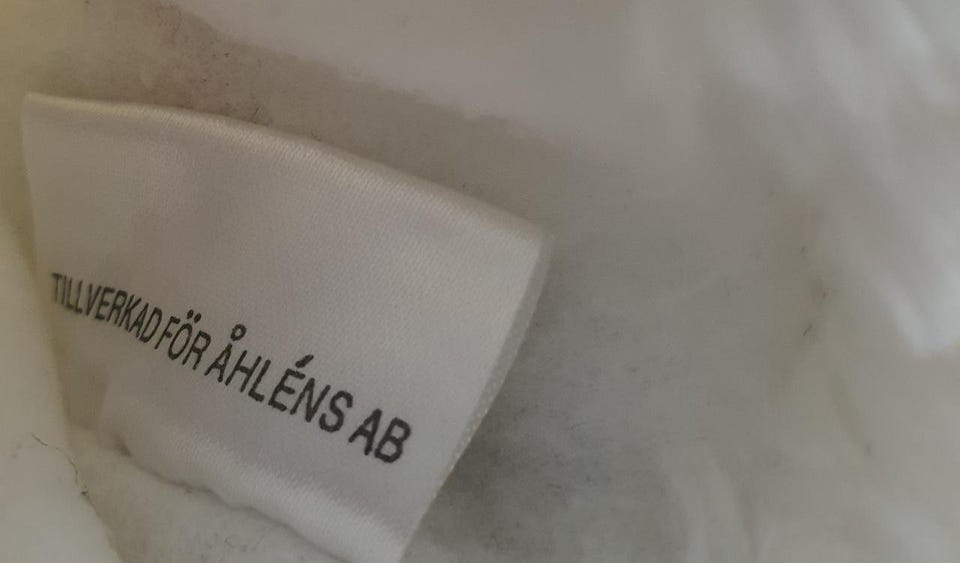 TILLVERKAD FÖR ÅHLÉNS AB